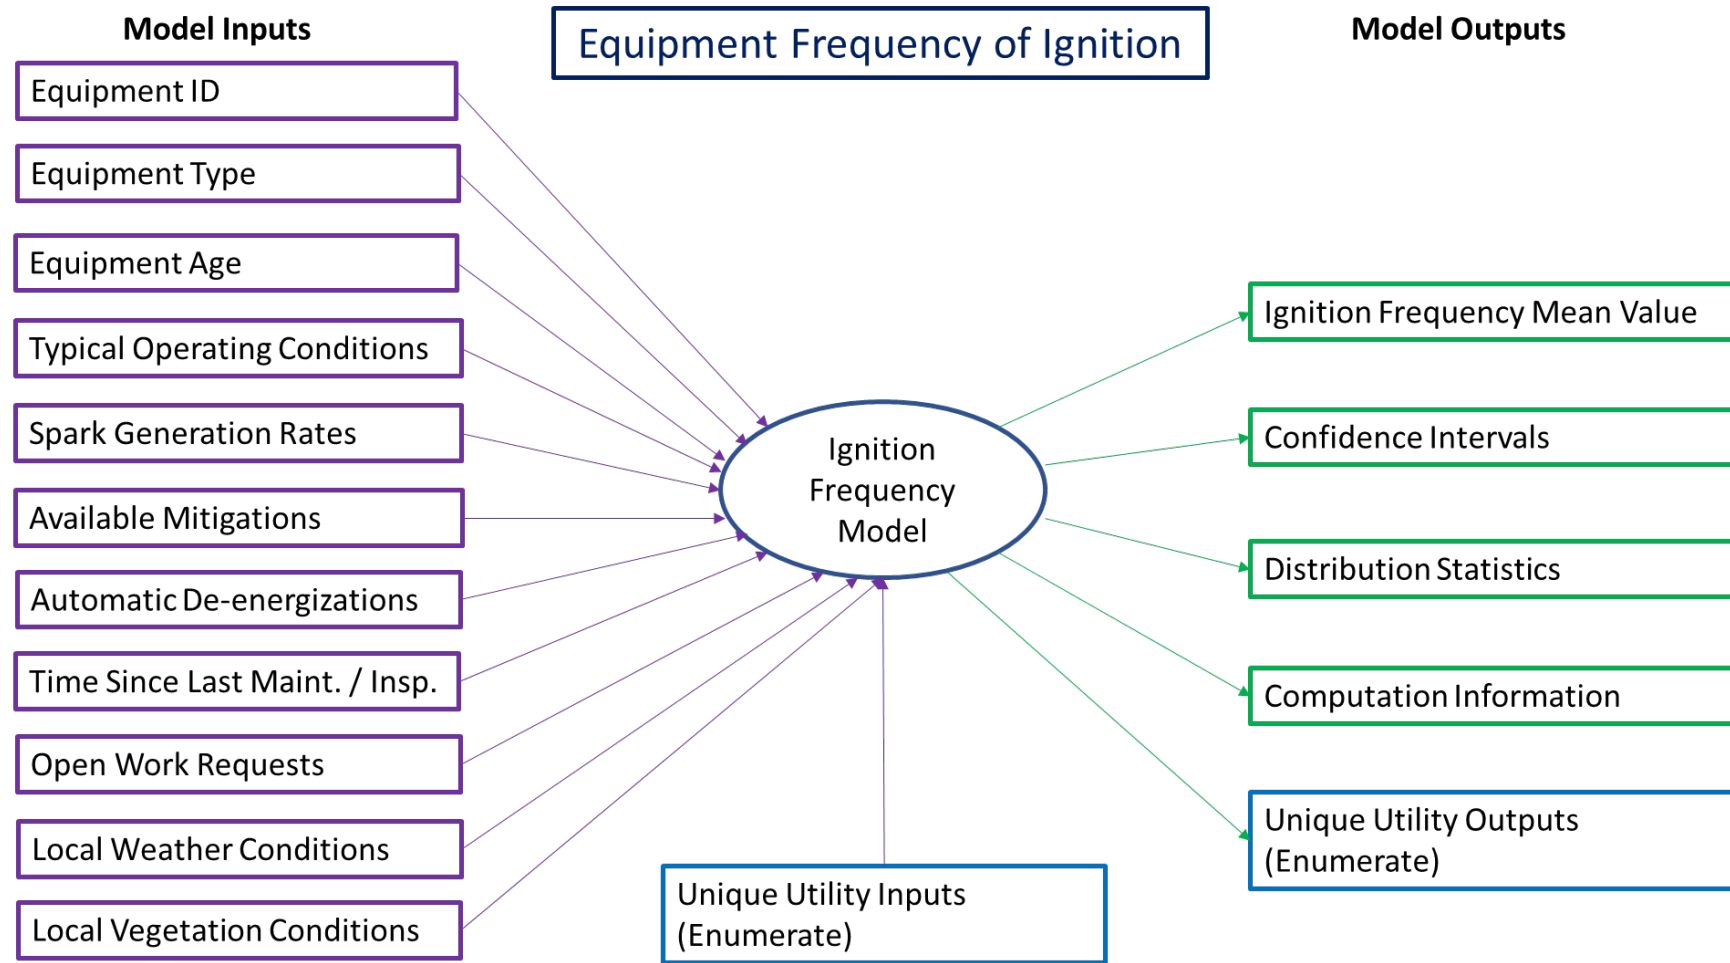 Model Inputs
Equipment Frequency of Ignition
Model Outputs
Equipment ID
Equipment Type
Equipment Age
Typical Operating Conditions
Spark Generation Rates
Available Mitigations
Automatic De-energizations
Time Since Last Maint. / Insp.
Open Work Requests
Local Weather Conditions
Local Vegetation Conditions
Ignition
Frequency
Model
Unique Utility Inputs
(Enumerate)
Ignition Frequency Mean Value
Confidence Intervals
Distribution Statistics
Computation Information
Unique Utility Outputs
(Enumerate)